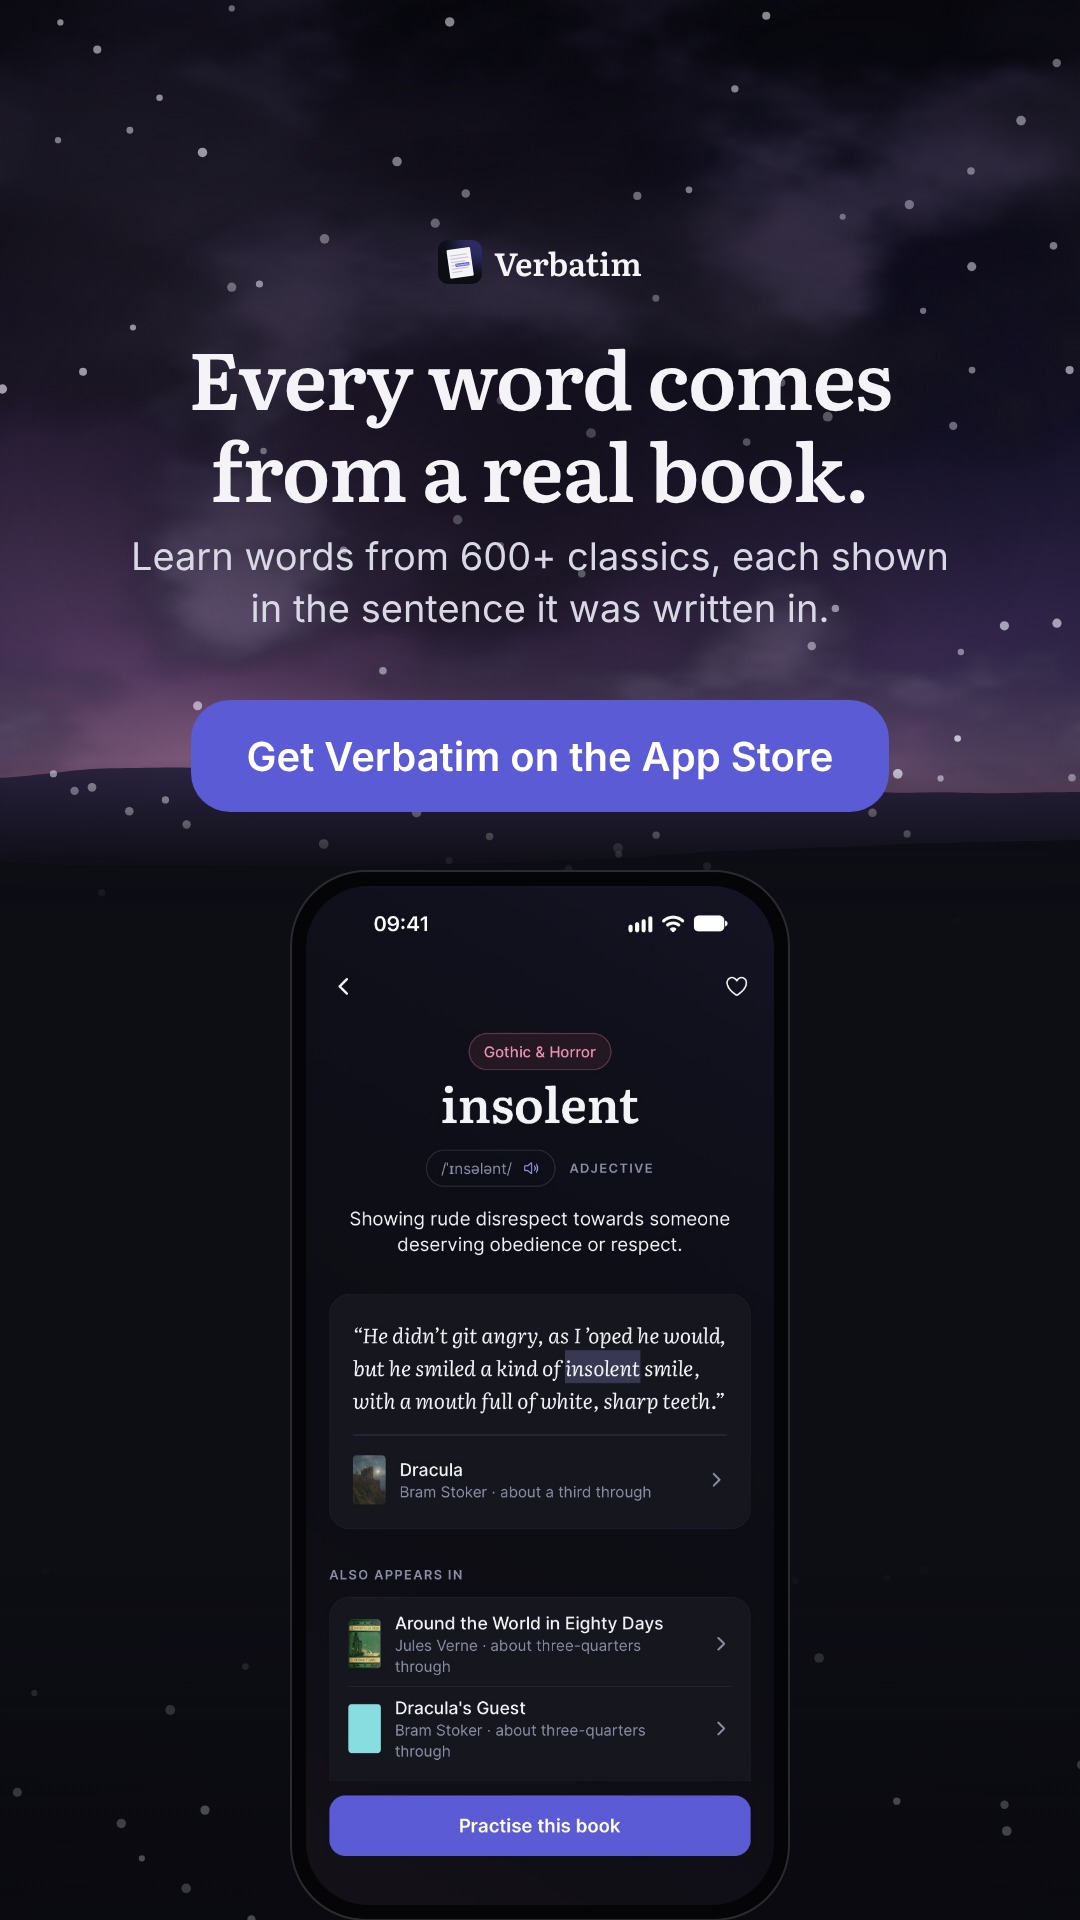 Verbatim
Every word comes
from a real book.
Learn words from 600+ classics, each shown
in the sentence it was written in.
Get Verbatim on the App Store
09:41
Gothic & Horror
insolent
/ˈɪnsələnt/ ADJECTIVE
Showing rude disrespect towards someone
deserving obedience or respect.
“He didn’t git angry, as I ’oped he would,
but he smiled a kind of insolent smile,
with a mouth full of white, sharp teeth.”
Dracula
Bram Stoker · about a third through
ALSO APPEARS IN
Around the World in Eighty Days
Jules Verne · about three-quarters
through
Dracula's Guest
Bram Stoker · about three-quarters
through
Practise this book